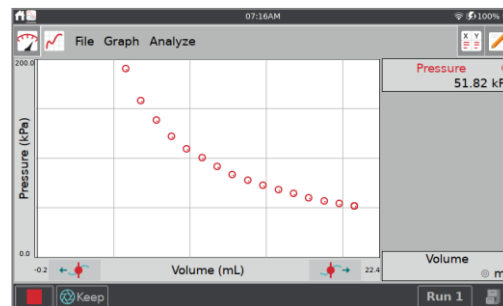 07:16AM
100%
File Graph Analyze
X Y
200.0
Pressure (kPa)
0.0
-0.2
Volume (mL)
22.4
Pressure
51.82 kP
Volume
m
Keep
Run 1